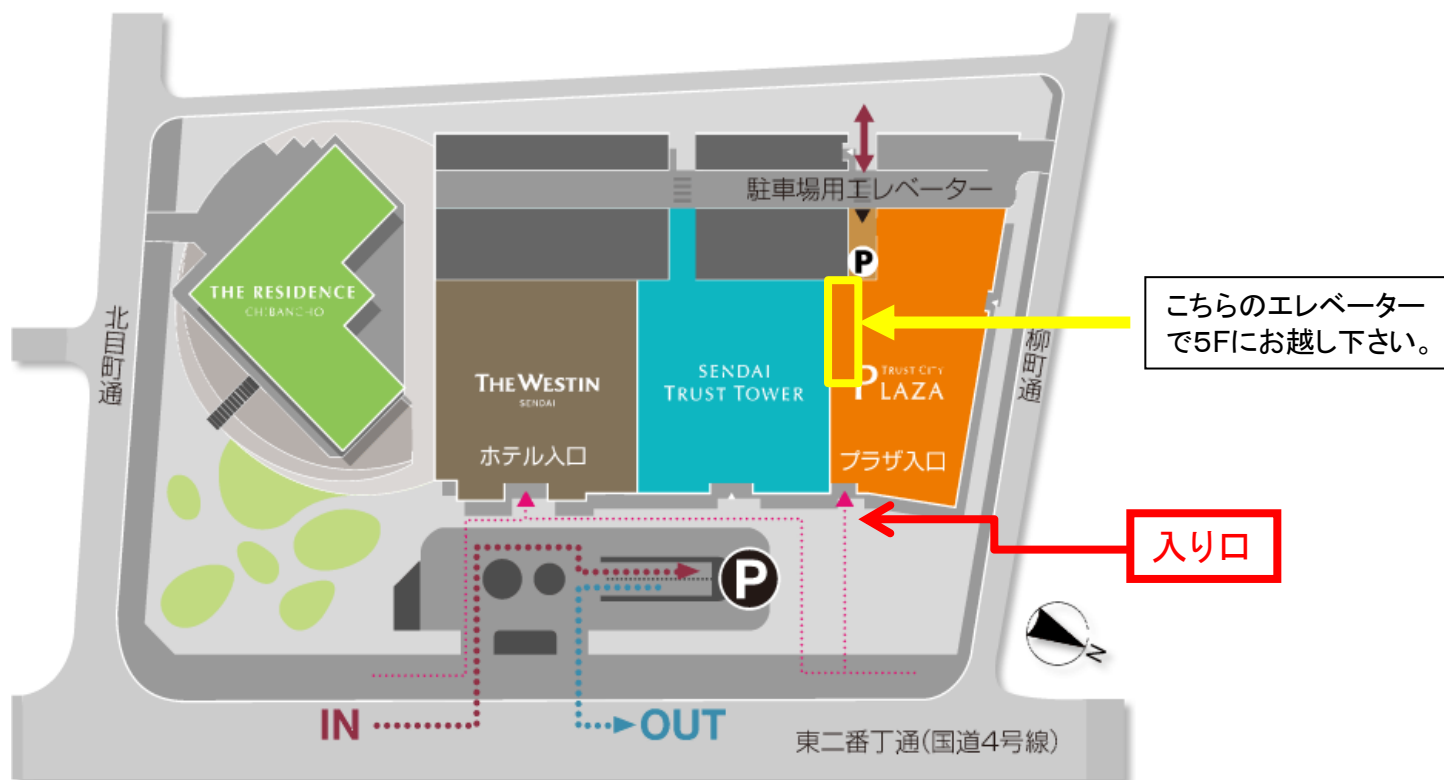 駐車場用エレベーター
P
THE RESIDENCE
CHIBANCHO
北目町通
こちらのエレベーター
で5Fにお越し下さい。
柳町通
THE WESTIN
SENDAI
ホテル入口
SENDAI
TRUST TOWER
TRUST CITY
PLAZA
プラザ入口
入り口
P
N
IN
OUT
東二番丁通(国道4号線)